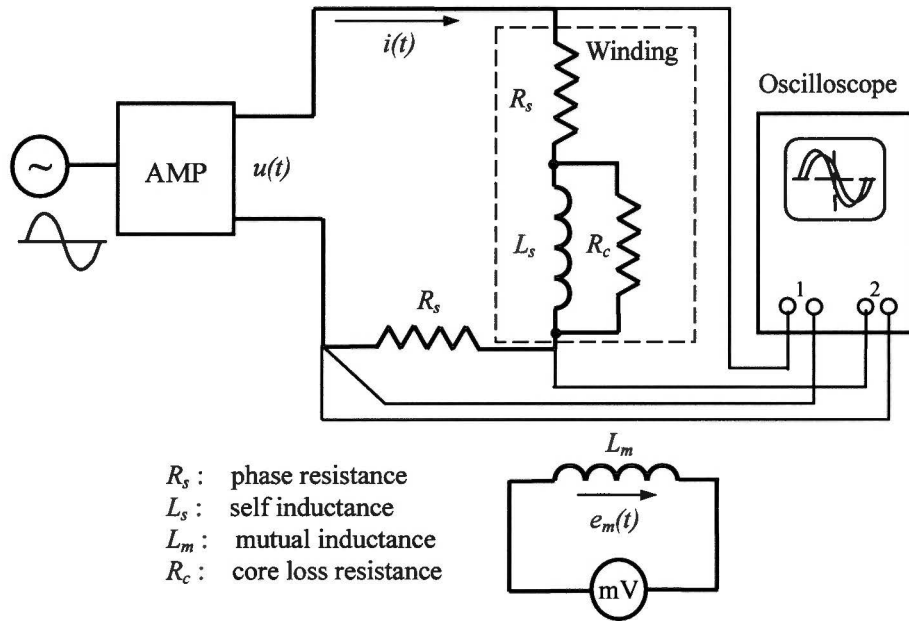 i(t)
Winding
R_s
Oscilloscope
AMP
u(t)
~
L_s
R_c
1
2
R_s
L_m
e_m(t)
mV
R_s : phase resistance
L_s : self inductance
L_m : mutual inductance
R_c : core loss resistance